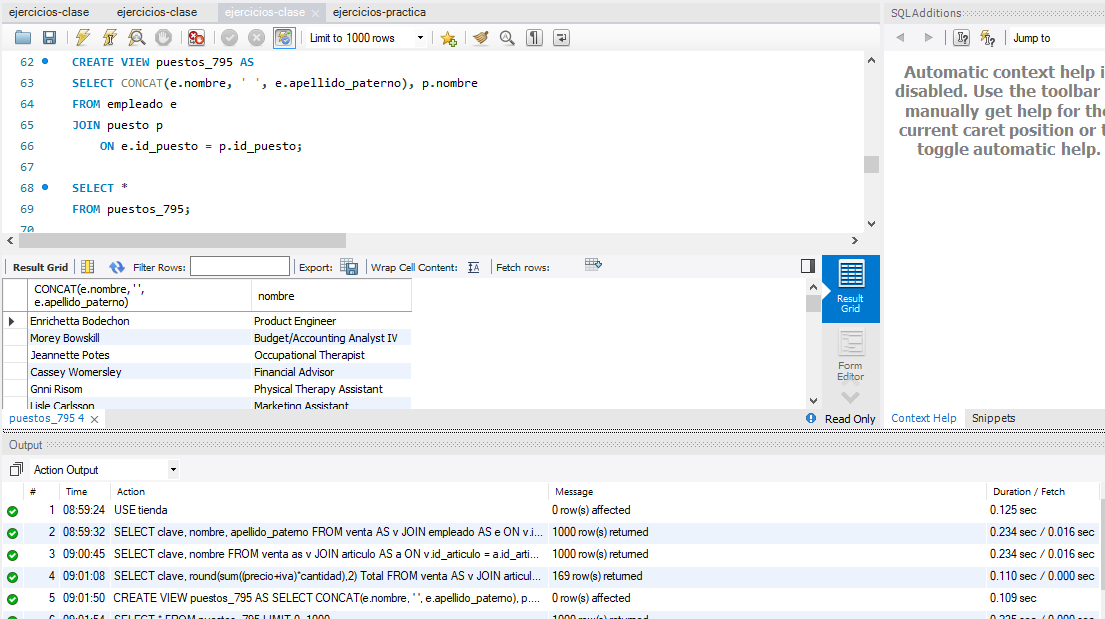 ejercicios-clase ejercicios-clase ejercicios-clase ejercicios-practica
SQLAdditions
Limit to 1000 rows
Jump to
62 CREATE VIEW puestos_795 AS
63 SELECT CONCAT(e.nombre, ' ', e.apellido_paterno), p.nombre
64 FROM empleado e
65 JOIN puesto p
66 ON e.id_puesto = p.id_puesto;
67
68 SELECT *
69 FROM puestos_795;
70
Automatic context help i
disabled. Use the toolbar
manually get help for the
current caret position or t
toggle automatic help.
Result Grid Filter Rows: Export: Wrap Cell Content: Fetch rows:
CONCAT(e.nombre, ' ',
e.apellido_paterno)
nombre
Enrichetta Bodechon Product Engineer
Morey Bowskill Budget/Accounting Analyst IV
Jeannette Potes Occupational Therapist
Cassey Womersley Financial Advisor
Gnni Risom Physical Therapy Assistant
Lisle Carlsson Marketing Assistant
Result
Grid
Form
Editor
puestos_795 4
Read Only
Context Help Snippets
Output
Action Output
# Time Action Message Duration / Fetch
1 08:59:24 USE tienda 0 row(s) affected 0.125 sec
2 08:59:32 SELECT clave, nombre, apellido_paterno FROM venta AS v JOIN empleado AS e ON v.i... 1000 row(s) returned 0.234 sec / 0.016 sec
3 09:00:45 SELECT clave, nombre FROM venta as v JOIN articulo AS a ON v.id_articulo = a.id_arti... 1000 row(s) returned 0.234 sec / 0.016 sec
4 09:01:08 SELECT clave, round(sum((precio+iva)*cantidad),2) Total FROM venta AS v JOIN articul... 169 row(s) returned 0.110 sec / 0.000 sec
5 09:01:50 CREATE VIEW puestos_795 AS SELECT CONCAT(e.nombre, ' ', e.apellido_paterno), p.... 0 row(s) affected 0.109 sec
6 09:01:54 SELECT * FROM puestos_795 LIMIT 0, 1000 1000 row(s) returned 0.235 sec / 0.000 sec